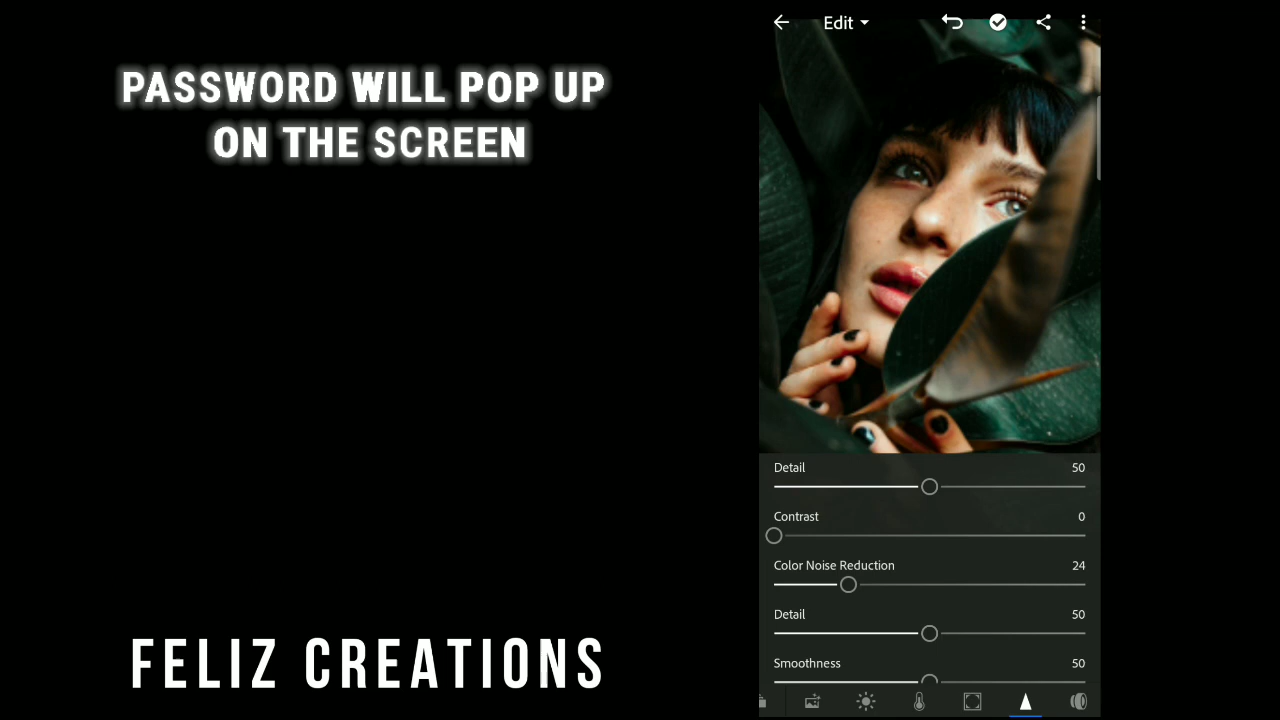 PASSWORD WILL POP UP
ON THE SCREEN
FELIZ CREATIONS
Edit
Detail 50
Contrast 0
Color Noise Reduction 24
Detail 50
Smoothness 50